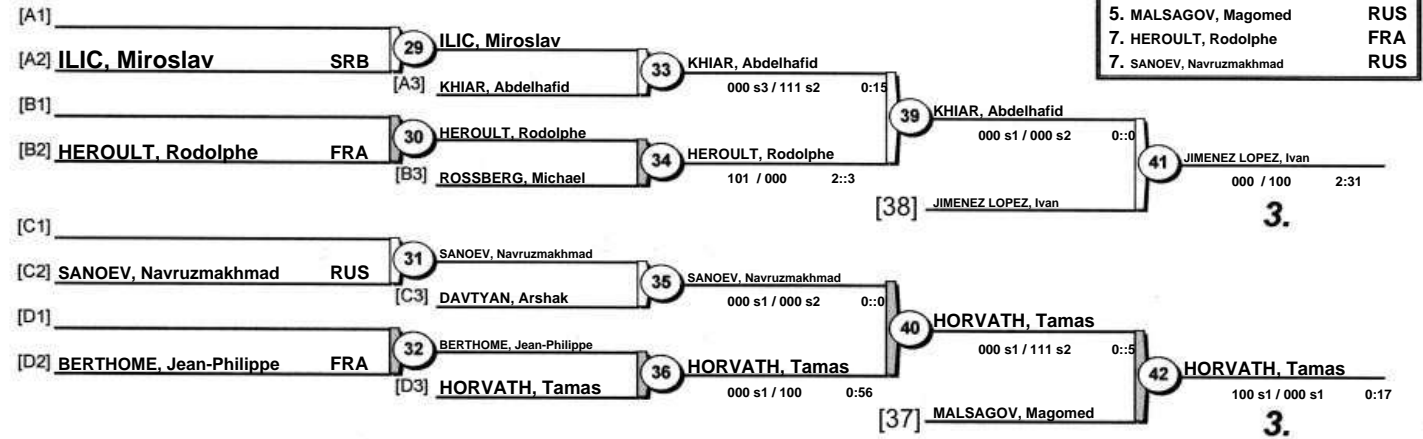 [A1]
[A2] ILIC, Miroslav SRB
29 ILIC, Miroslav
[A3] KHIAR, Abdelhafid
33 KHIAR, Abdelhafid
000 s3 / 111 s2 0:15
[B1]
[B2] HEROULT, Rodolphe FRA
30 HEROULT, Rodolphe
[B3] ROSSBERG, Michael
34 HEROULT, Rodolphe
101 / 000 2::3
39 KHIAR, Abdelhafid
000 s1 / 000 s2 0::0
[38] JIMENEZ LOPEZ, Ivan
41 JIMENEZ LOPEZ, Ivan
000 / 100 2:31
3.
[C1]
[C2] SANOEV, Navruzmakhmad RUS
31 SANOEV, Navruzmakhmad
[C3] DAVTYAN, Arshak
35 SANOEV, Navruzmakhmad
000 s1 / 000 s2 0::0
[D1]
[D2] BERTHOME, Jean-Philippe FRA
32 BERTHOME, Jean-Philippe
[D3] HORVATH, Tamas
36 HORVATH, Tamas
000 s1 / 100 0:56
40 HORVATH, Tamas
000 s1 / 111 s2 0::5
[37] MALSAGOV, Magomed
42 HORVATH, Tamas
100 s1 / 000 s1 0:17
3.
5. MALSAGOV, Magomed RUS
7. HEROULT, Rodolphe FRA
7. SANOEV, Navruzmakhmad RUS